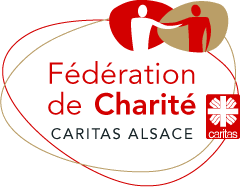 Fédération
de Charité
CARITAS ALSACE
caritas